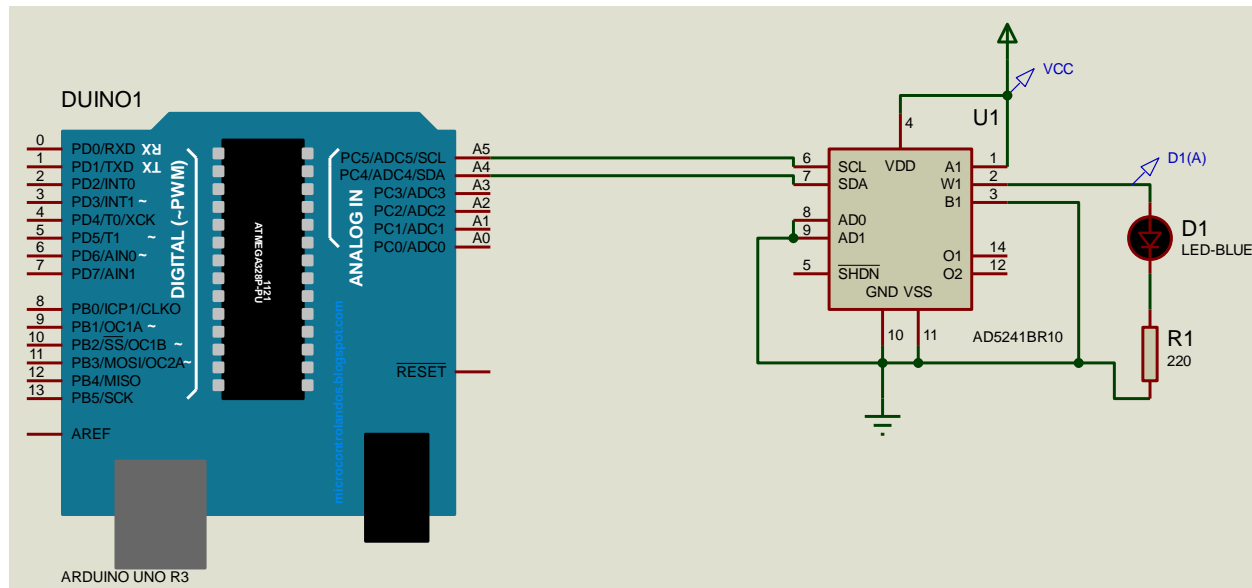 DUINO1
0 PD0/RXD RX
1 PD1/TXD TX
2 PD2/INT0
3 PD3/INT1 ~
4 PD4/T0/XCK
5 PD5/T1 ~
6 PD6/AIN0 ~
7 PD7/AIN1
8 PB0/ICP1/CLKO
9 PB1/OC1A ~
10 PB2/SS/OC1B ~
11 PB3/MOSI/OC2A ~
12 PB4/MISO
13 PB5/SCK
AREF
DIGITAL (~PWM)
ATMEGA328P-PU
1121
ANALOG IN
microcontrolandos.blogspot.com
PC5/ADC5/SCL A5
PC4/ADC4/SDA A4
PC3/ADC3 A3
PC2/ADC2 A2
PC1/ADC1 A1
PC0/ADC0 A0
RESET
ARDUINO UNO R3
VCC
U1
4
VDD
6 SCL
7 SDA
8 AD0
9 AD1
5 SHDN
A1 1
W1 2
B1 3
O1 14
O2 12
GND VSS
10 11
AD5241BR10
D1(A)
D1
LED-BLUE
R1
220